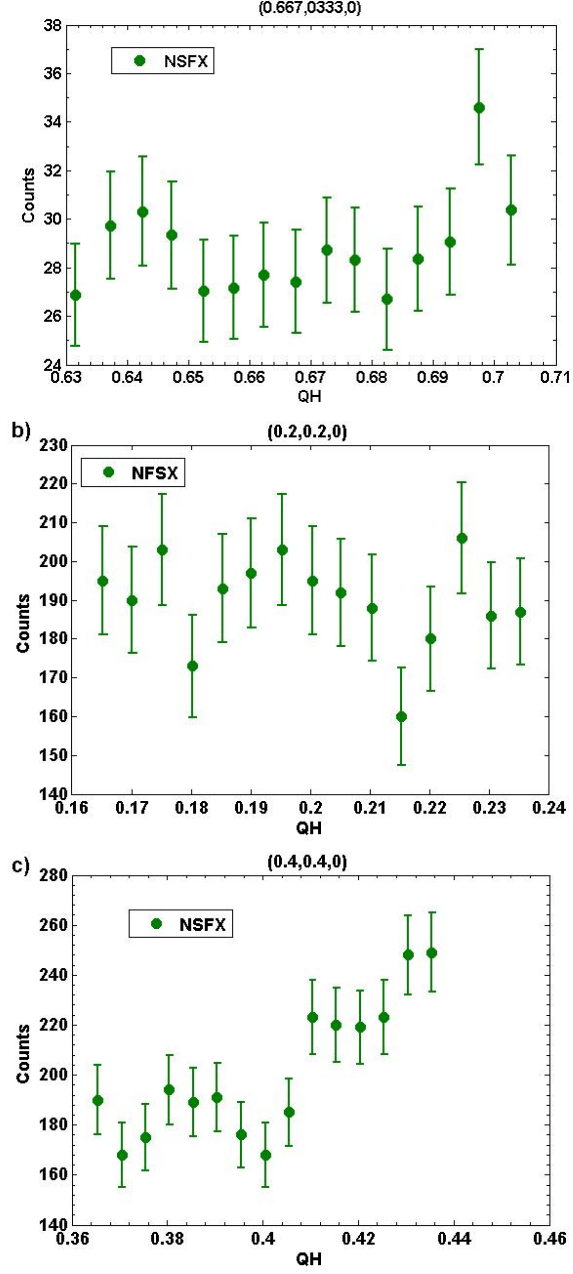 (0.667,0333,0)
38
36
34
32
30
28
26
24
Counts
NSFX
0.63 0.64 0.65 0.66 0.67 0.68 0.69 0.7 0.71
QH
b)
(0.2,0.2,0)
230
220
210
200
190
180
170
160
150
140
Counts
NFSX
0.16 0.17 0.18 0.19 0.2 0.21 0.22 0.23 0.24
QH
c)
(0.4,0.4,0)
280
260
240
220
200
180
160
140
Counts
NSFX
0.36 0.38 0.4 0.42 0.44 0.46
QH